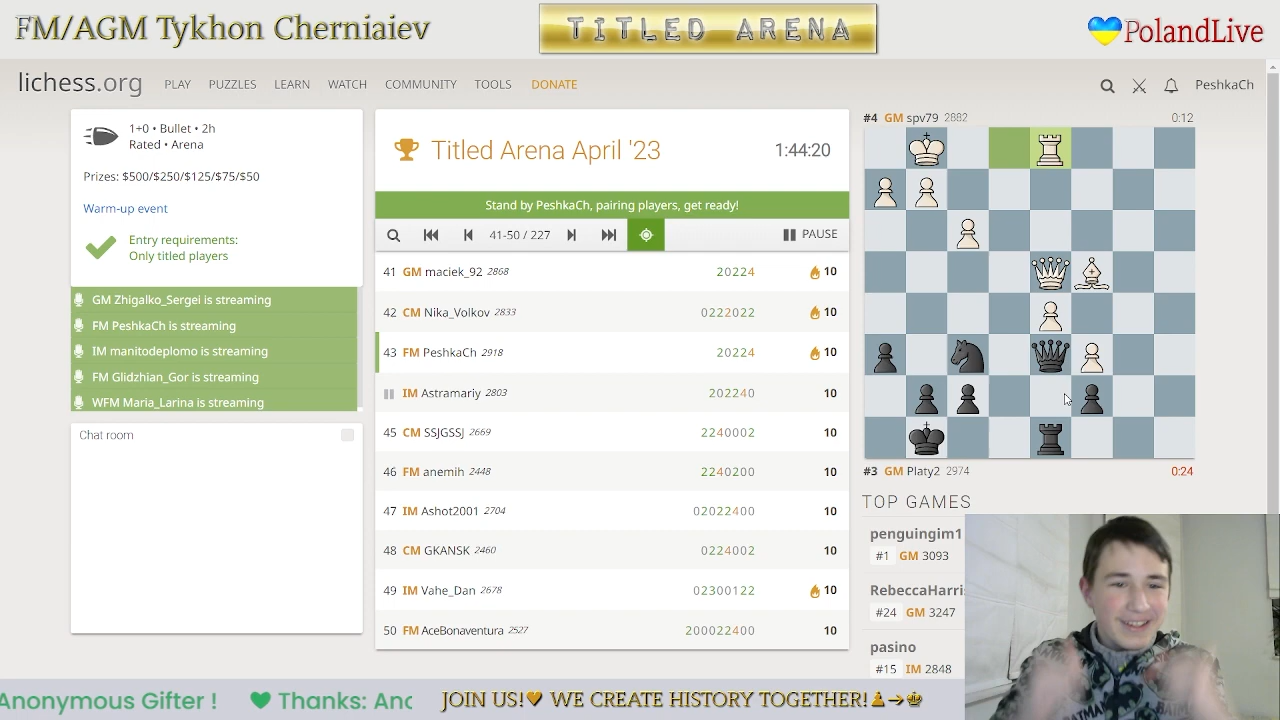 FM/AGM Tykhon Cherniaiev
TITLED ARENA
PolandLive
lichess.org
PLAY
PUZZLES
LEARN
WATCH
COMMUNITY
TOOLS
DONATE
PeshkaCh
1+0 • Bullet • 2h
Rated • Arena
Prizes: $500/$250/$125/$75/$50
Warm-up event
Entry requirements:
Only titled players
GM Zhigalko_Sergei is streaming
FM PeshkaCh is streaming
IM manitodeplomo is streaming
FM Glidzhian_Gor is streaming
WFM Maria_Larina is streaming
Chat room
Titled Arena April '23
1:44:20
Stand by PeshkaCh, pairing players, get ready!
41-50 / 227
PAUSE
41 GM maciek_92 2868 20224 10
42 CM Nika_Volkov 2833 0222022 10
43 FM PeshkaCh 2918 20224 10
IM Astramariy 2803 202240 10
45 CM SSJGSSJ 2669 2240002 10
46 FM anemih 2448 2240200 10
47 IM Ashot2001 2704 02022400 10
48 CM GKANSK 2460 0224002 10
49 IM Vahe_Dan 2678 02300122 10
50 FM AceBonaventura 2527 200022400 10
#4 GM spv79 2882 0:12
#3 GM Platy2 2974 0:24
TOP GAMES
penguingim1
#1 GM 3093
RebeccaHarri
#24 GM 3247
pasino
#15 IM 2848
Anonymous Gifter !
Thanks: Anc
JOIN US! WE CREATE HISTORY TOGETHER!
BATMAN